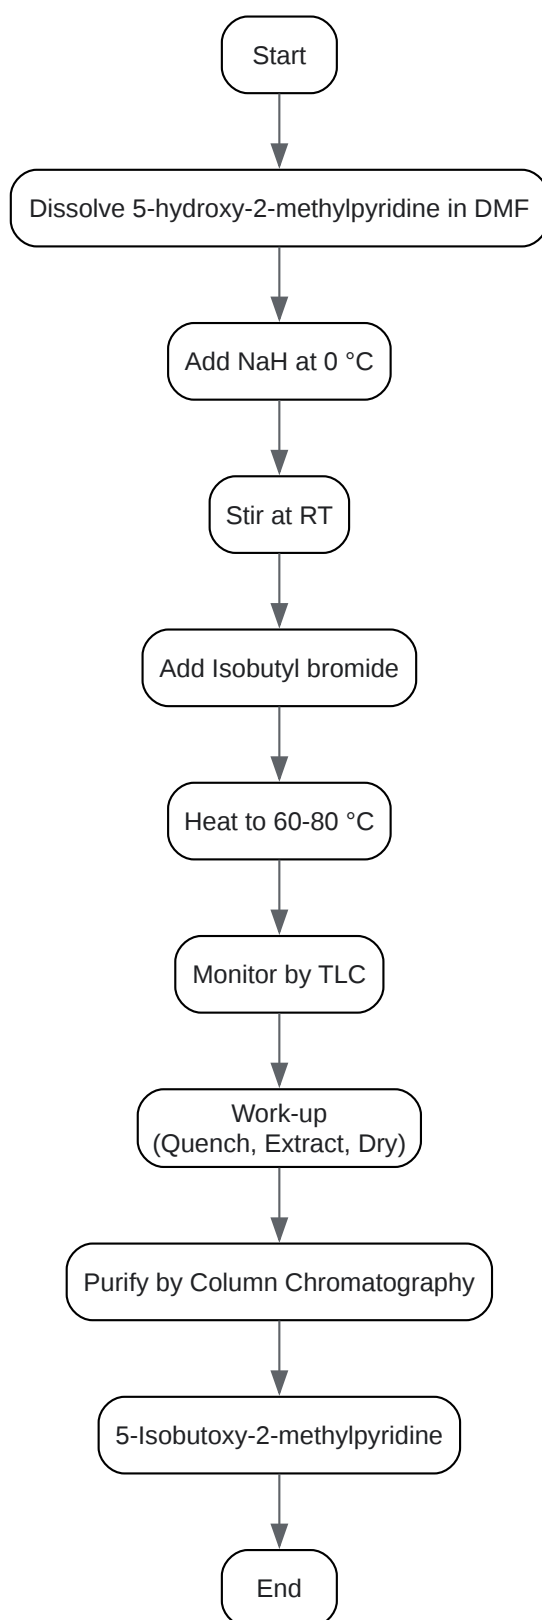 Start
Dissolve 5-hydroxy-2-methylpyridine in DMF
Add NaH at 0 °C
Stir at RT
Add Isobutyl bromide
Heat to 60-80 °C
Monitor by TLC
Work-up
(Quench, Extract, Dry)
Purify by Column Chromatography
5-Isobutoxy-2-methylpyridine
End